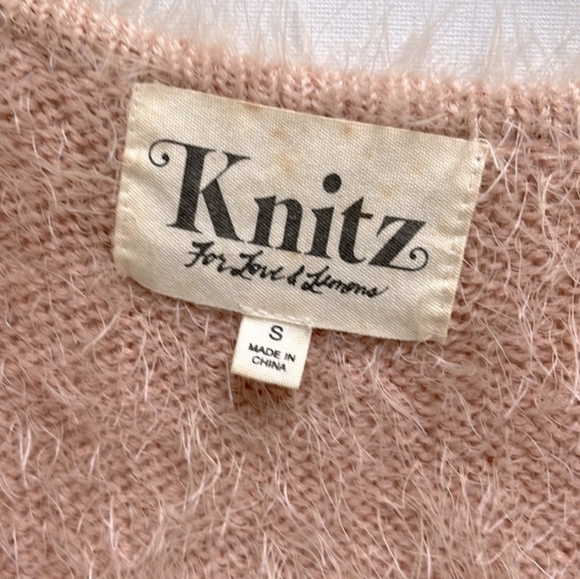 Knitz
For Love & Lemons
S
MADE IN
CHINA